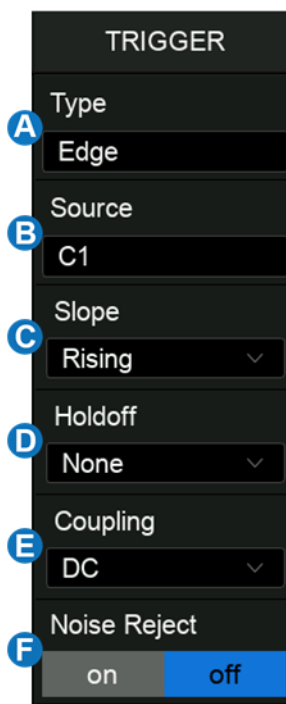 TRIGGER
Type
A
Edge
Source
B
C1
Slope
C
Rising
Holdoff
D
None
Coupling
E
DC
Noise Reject
F
on off